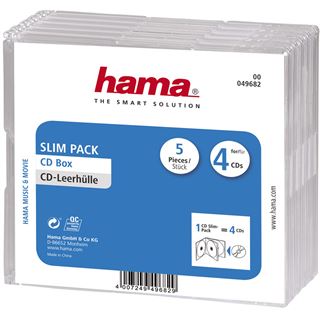 hama
THE SMART SOLUTION
00
049682
SLIM PACK
CD Box
CD-Leerhülle
5
Pieces/
Stück
for/für
4 CDs
HAMA MUSIC & MOVIE
QC
Hama GmbH & Co KG
D-86652 Monheim
Made in China
1 CD Slim-
Pack = 4 CDs
www.hama.com
4 007249 496829